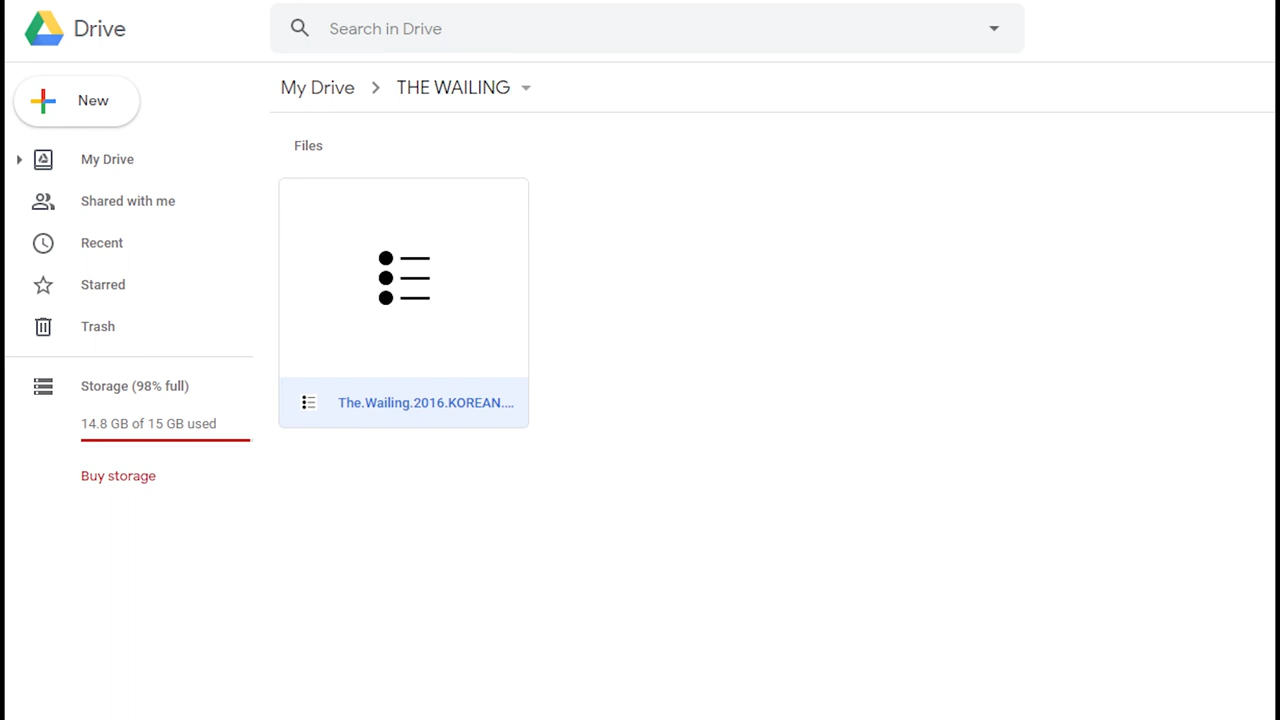 Drive
Search in Drive
My Drive
THE WAILING
New
Files
My Drive
Shared with me
Recent
Starred
Trash
Storage (98% full)
14.8 GB of 15 GB used
Buy storage
The.Wailing.2016.KOREAN....